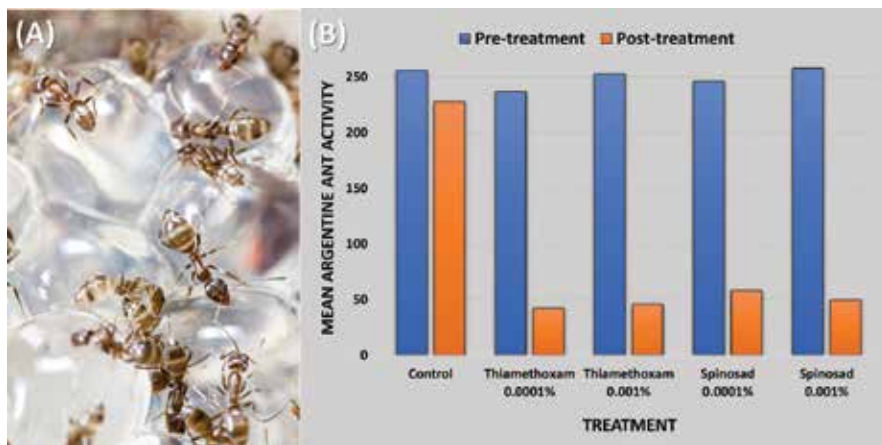 (A)
(B)
Pre-treatment Post-treatment
MEAN ARGENTINE ANT ACTIVITY
250
200
150
100
50
0
Control Thiamethoxam Thiamethoxam Spinosad Spinosad
0.0001% 0.001% 0.0001% 0.001%
TREATMENT